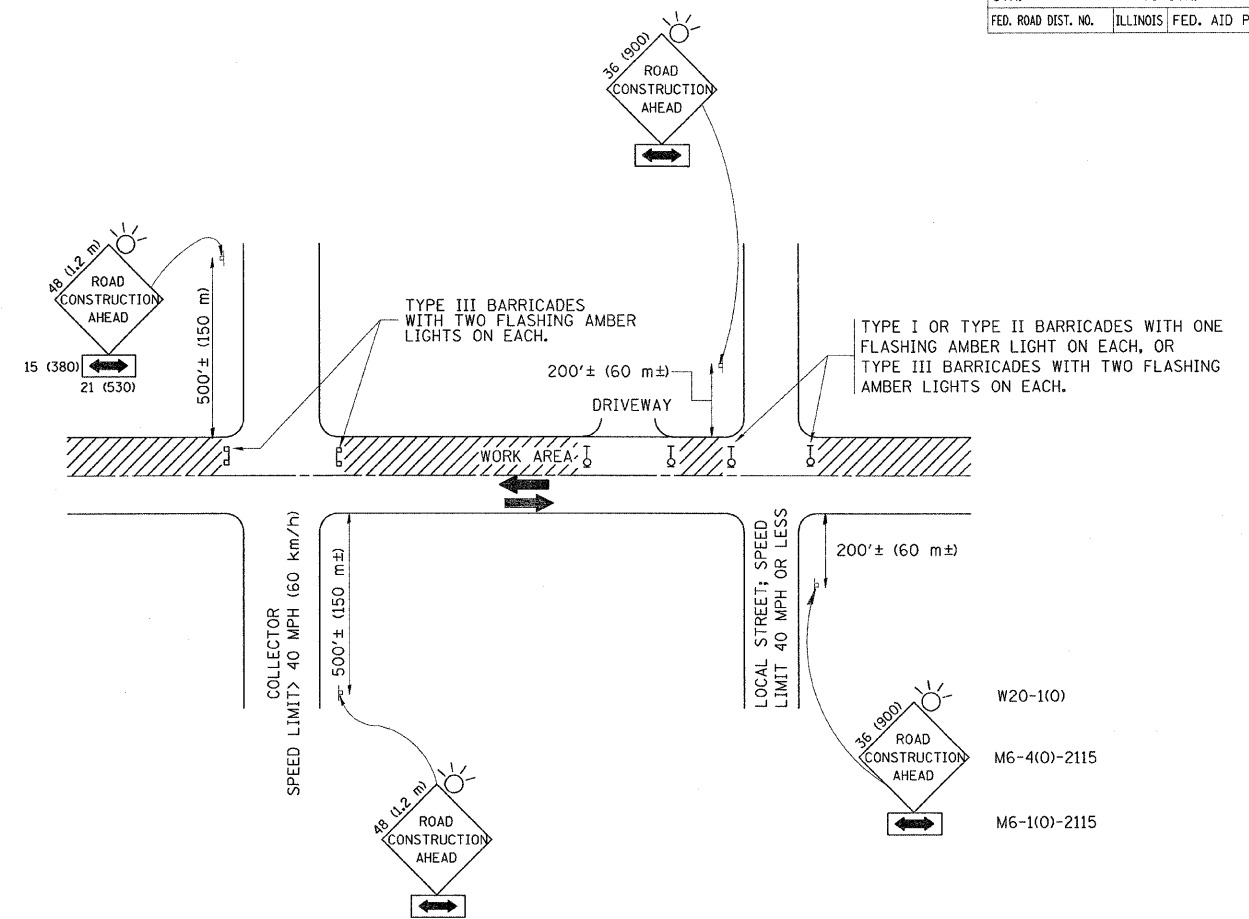 FED. ROAD DIST. NO. ILLINOIS FED. AID P
36 (900)
ROAD
CONSTRUCTION
AHEAD
48 (1.2 m)
ROAD
CONSTRUCTION
AHEAD
15 (380)
21 (530)
500'± (150 m)
TYPE III BARRICADES
WITH TWO FLASHING AMBER
LIGHTS ON EACH.
200'± (60 m±)
DRIVEWAY
TYPE I OR TYPE II BARRICADES WITH ONE
FLASHING AMBER LIGHT ON EACH, OR
TYPE III BARRICADES WITH TWO FLASHING
AMBER LIGHTS ON EACH.
WORK AREA
COLLECTOR
SPEED LIMIT> 40 MPH (60 km/h)
500'± (150 m±)
LOCAL STREET; SPEED
LIMIT 40 MPH OR LESS
200'± (60 m±)
48 (1.2 m)
ROAD
CONSTRUCTION
AHEAD
36 (900)
ROAD
CONSTRUCTION
AHEAD
W20-1(O)
M6-4(O)-2115
M6-1(O)-2115